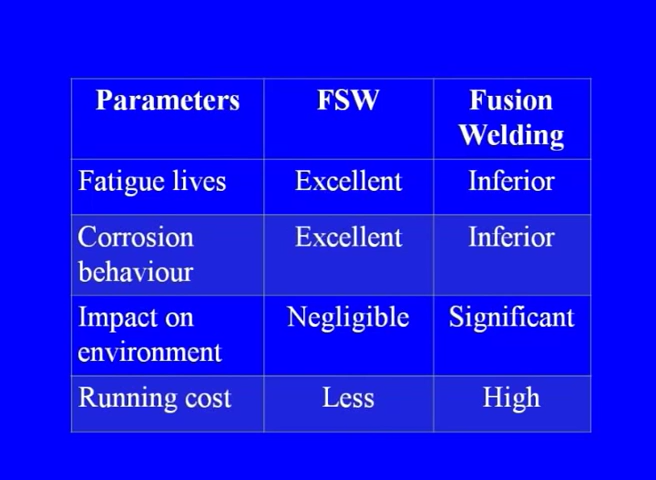 Parameters FSW Fusion Welding
Fatigue lives Excellent Inferior
Corrosion behaviour Excellent Inferior
Impact on environment Negligible Significant
Running cost Less High